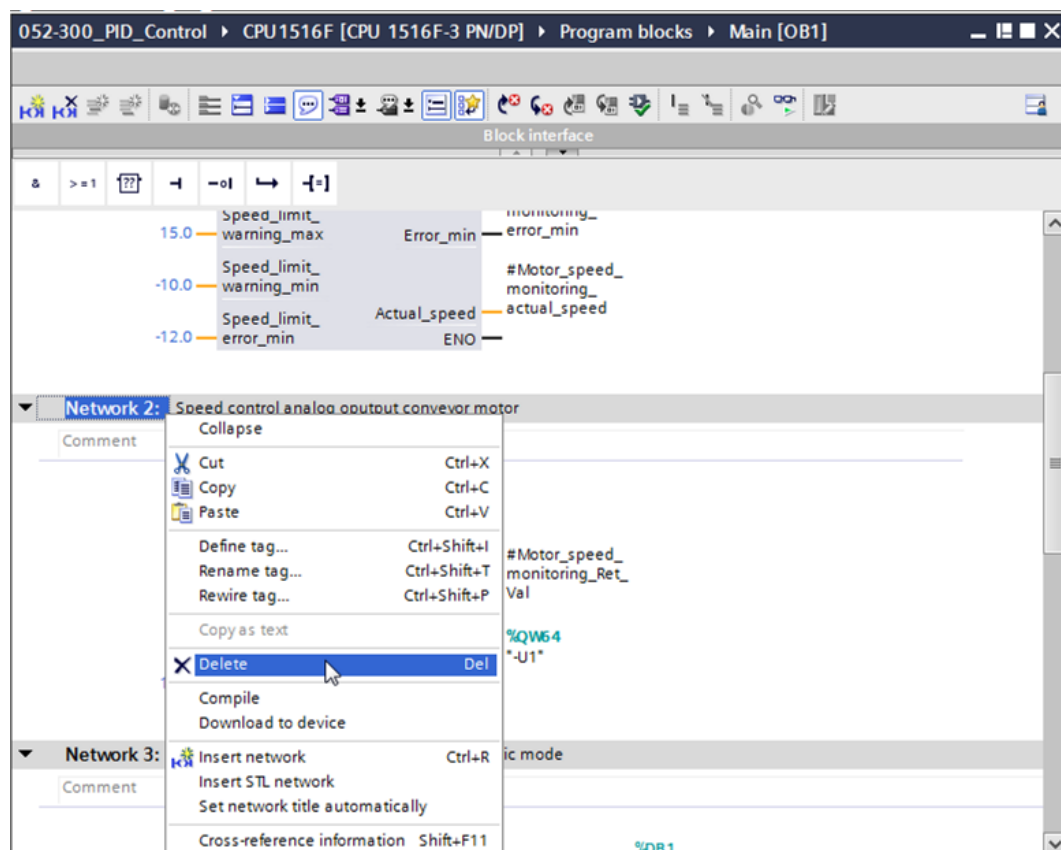 052-300_PID_Control ▸ CPU1516F [CPU 1516F-3 PN/DP] ▸ Program blocks ▸ Main [OB1]
Block interface
& >=1 ??
Speed_limit_
monitoring_
15.0 warning_max Error_min error_min
Speed_limit_
-10.0 warning_min
#Motor_speed_
monitoring_
Actual_speed actual_speed
Speed_limit_
-12.0 error_min ENO
Network 2: Speed control analog oputput conveyor motor
Comment
Collapse
Cut Ctrl+X
Copy Ctrl+C
Paste Ctrl+V
Define tag... Ctrl+Shift+I
Rename tag... Ctrl+Shift+T
Rewire tag... Ctrl+Shift+P
Copy as text
Delete Del
Compile
Download to device
Insert network Ctrl+R
Insert STL network
Set network title automatically
Cross-reference information Shift+F11
#Motor_speed_
monitoring_Ret_
Val
%QW64
"-U1"
Network 3: ic mode
Comment
%DB1